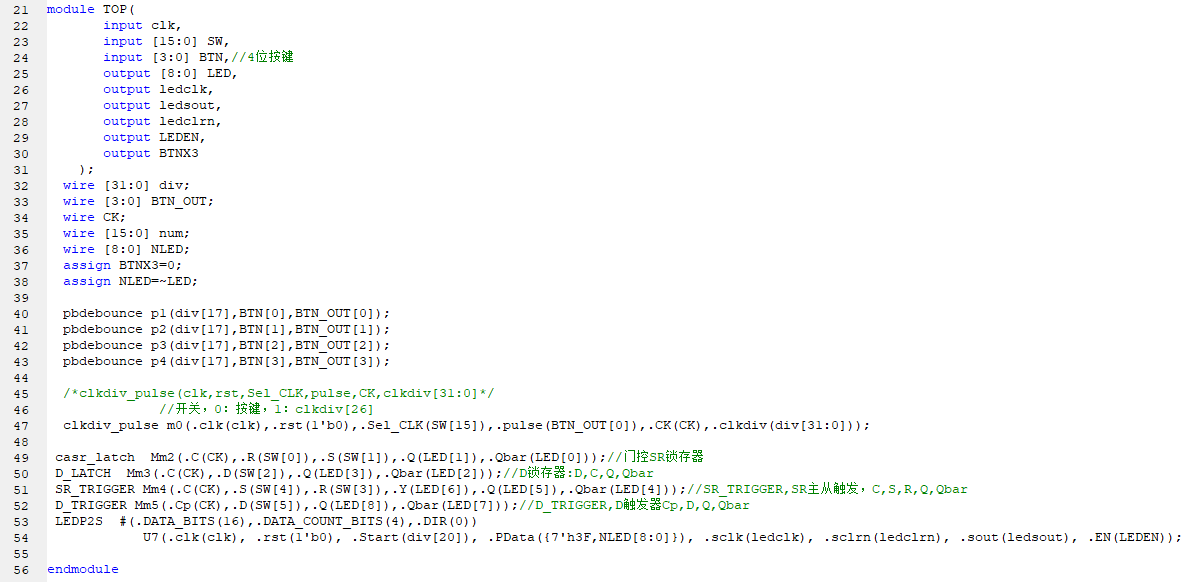 21 module TOP(
22 input clk,
23 input [15:0] SW,
24 input [3:0] BTN,//4位按键
25 output [8:0] LED,
26 output ledclk,
27 output ledsout,
28 output ledclrn,
29 output LEDEN,
30 output BTNX3
31 );
32 wire [31:0] div;
33 wire [3:0] BTN_OUT;
34 wire CK;
35 wire [15:0] num;
36 wire [8:0] NLED;
37 assign BTNX3=0;
38 assign NLED=~LED;
39
40 pbdebounce p1(div[17],BTN[0],BTN_OUT[0]);
41 pbdebounce p2(div[17],BTN[1],BTN_OUT[1]);
42 pbdebounce p3(div[17],BTN[2],BTN_OUT[2]);
43 pbdebounce p4(div[17],BTN[3],BTN_OUT[3]);
44
45 /*clkdiv_pulse(clk,rst,Sel_CLK,pulse,CK,clkdiv[31:0]*/
46 //开关，0：按键，1：clkdiv[26]
47 clkdiv_pulse m0(.clk(clk),.rst(1'b0),.Sel_CLK(SW[15]),.pulse(BTN_OUT[0]),.CK(CK),.clkdiv(div[31:0]));
48
49 casr_latch Mm2(.C(CK),.R(SW[0]),.S(SW[1]),.Q(LED[1]),.Qbar(LED[0]));//门控SR锁存器
50 D_LATCH Mm3(.C(CK),.D(SW[2]),.Q(LED[3]),.Qbar(LED[2]));//D锁存器:D,C,Q,Qbar
51 SR_TRIGGER Mm4(.C(CK),.S(SW[4]),.R(SW[3]),.Y(LED[6]),.Q(LED[5]),.Qbar(LED[4]));//SR_TRIGGER,SR主从触发，C,S,R,Q,Qbar
52 D_TRIGGER Mm5(.Cp(CK),.D(SW[5]),.Q(LED[8]),.Qbar(LED[7]));//D_TRIGGER,D触发器Cp,D,Q,Qbar
53 LEDP2S #(.DATA_BITS(16),.DATA_COUNT_BITS(4),.DIR(0))
54 U7(.clk(clk), .rst(1'b0), .Start(div[20]), .PData({7'h3F,NLED[8:0]}), .sclk(ledclk), .sclrn(ledclrn), .sout(ledsout), .EN(LEDEN));
55
56 endmodule